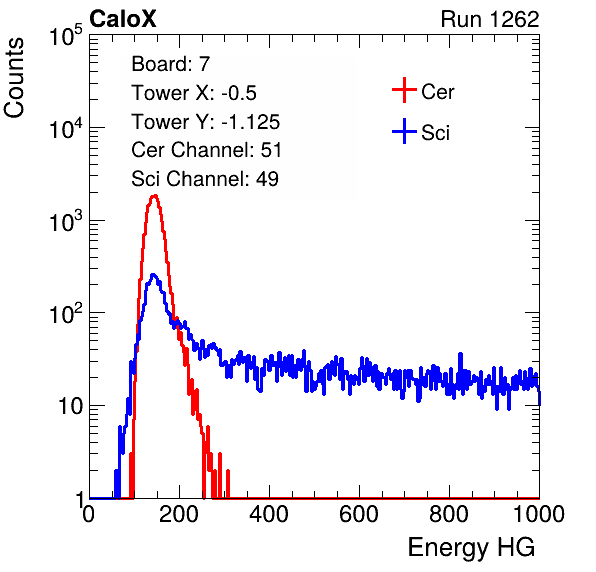 CaloX Run 1262
Counts
Board: 7
Tower X: -0.5
Tower Y: -1.125
Cer Channel: 51
Sci Channel: 49
Cer
Sci
10^5
10^4
10^3
10^2
10
1
0 200 400 600 800 1000
Energy HG